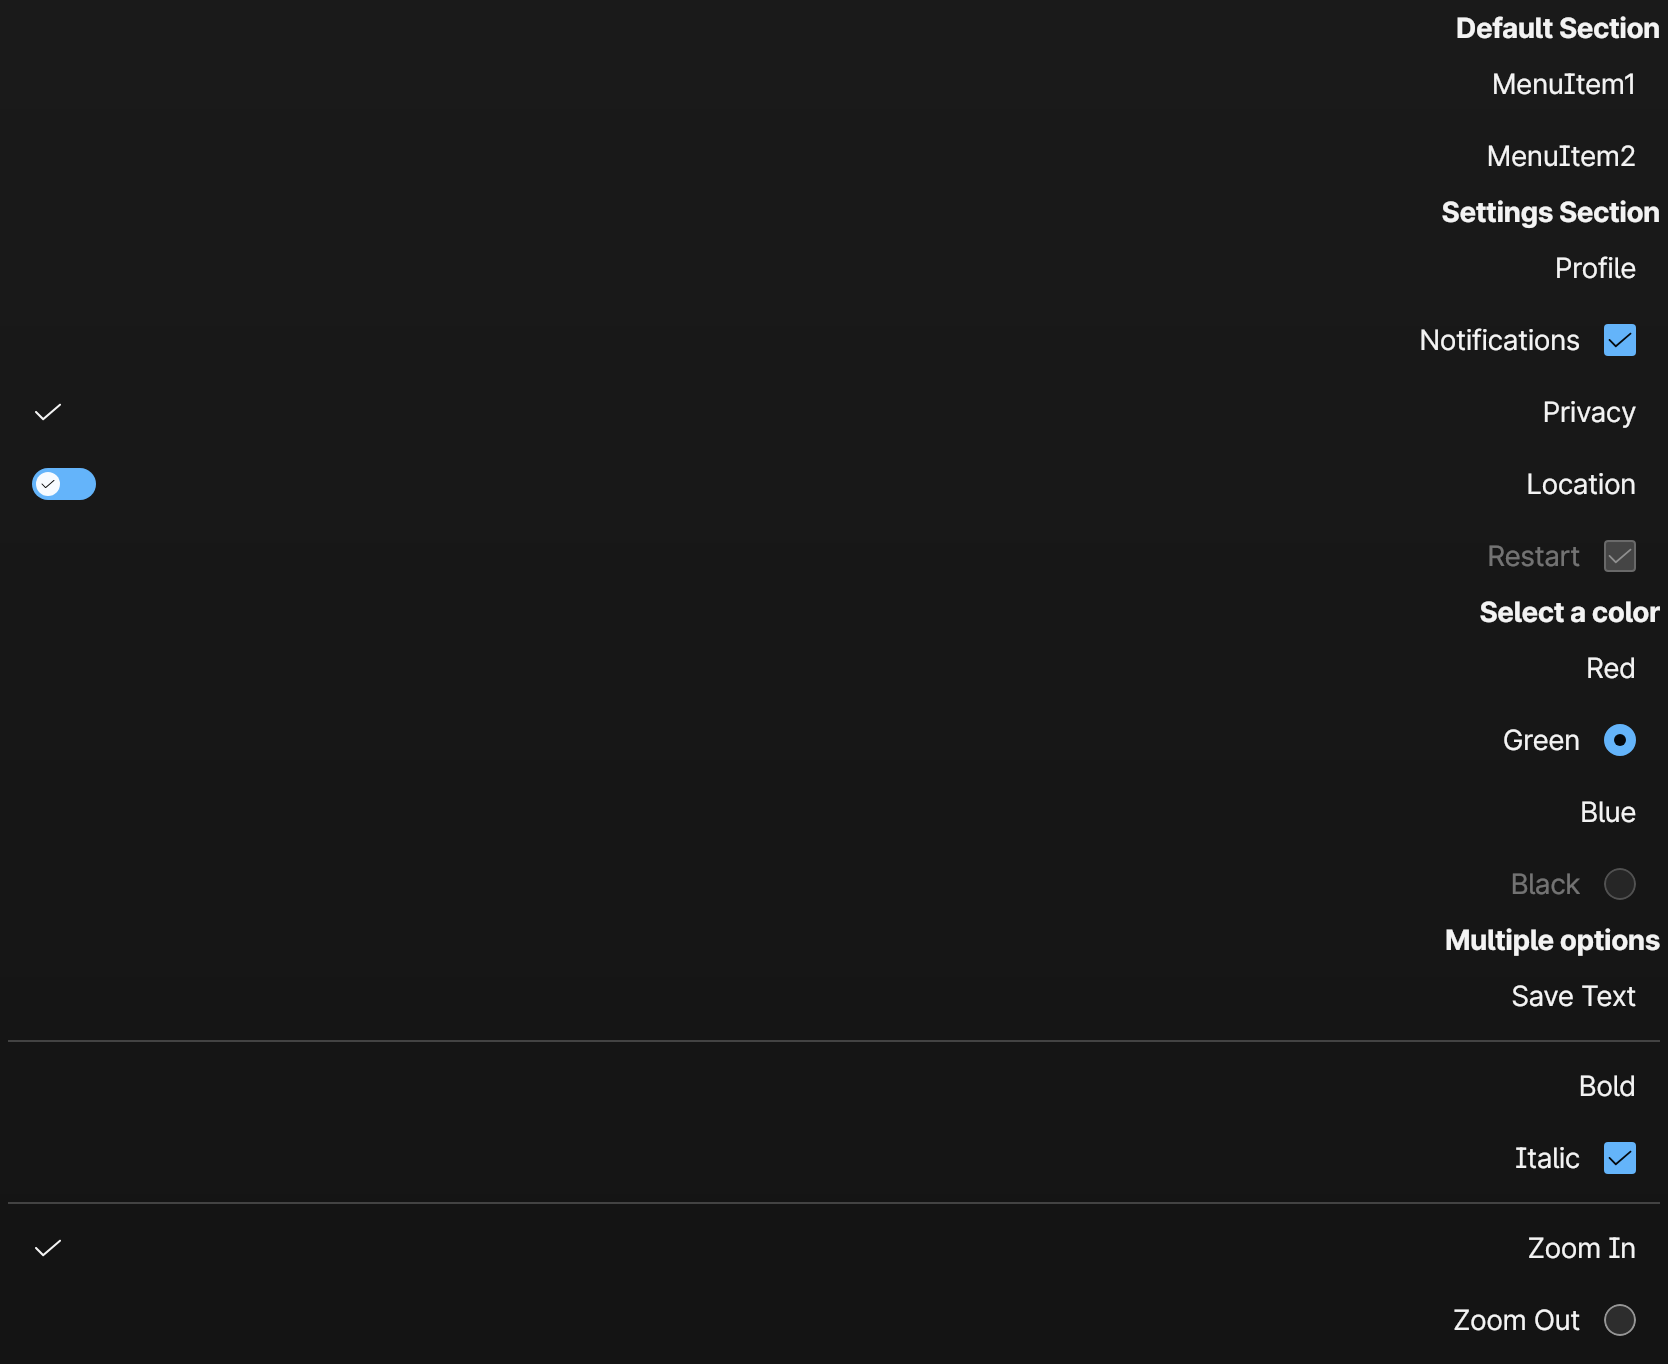 Default Section
MenuItem1
MenuItem2
Settings Section
Profile
Notifications
Privacy
Location
Restart
Select a color
Red
Green
Blue
Black
Multiple options
Save Text
Bold
Italic
Zoom In
Zoom Out